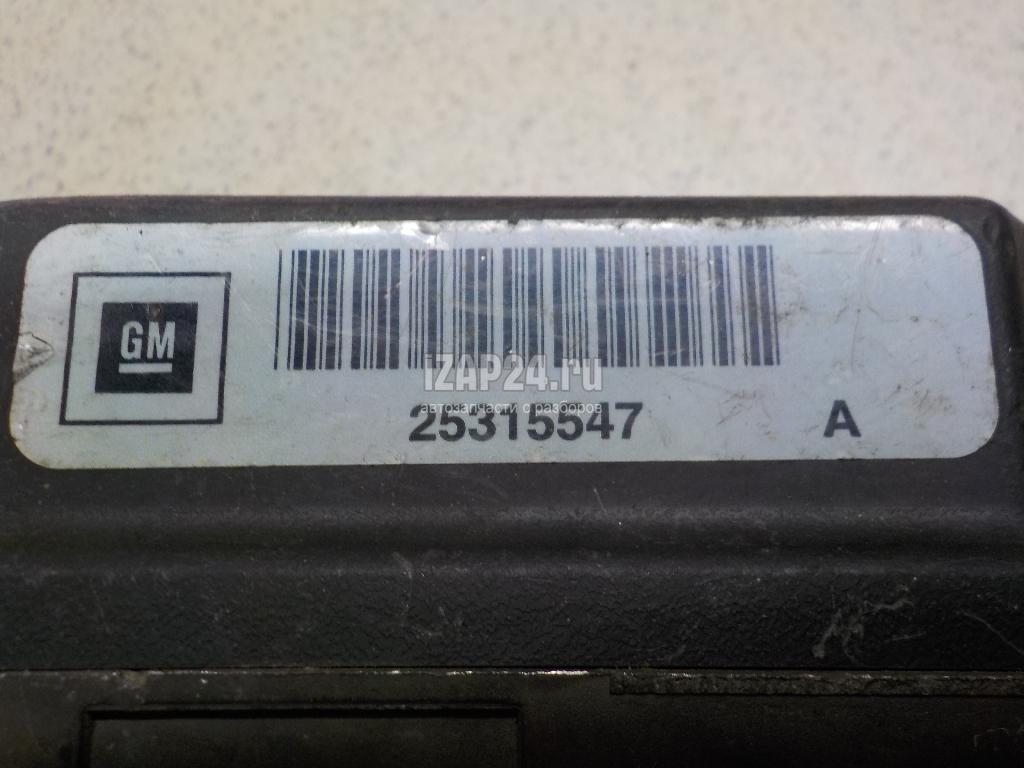 GM
iZAP24.ru
автозапчасти с разборов
25315547 A